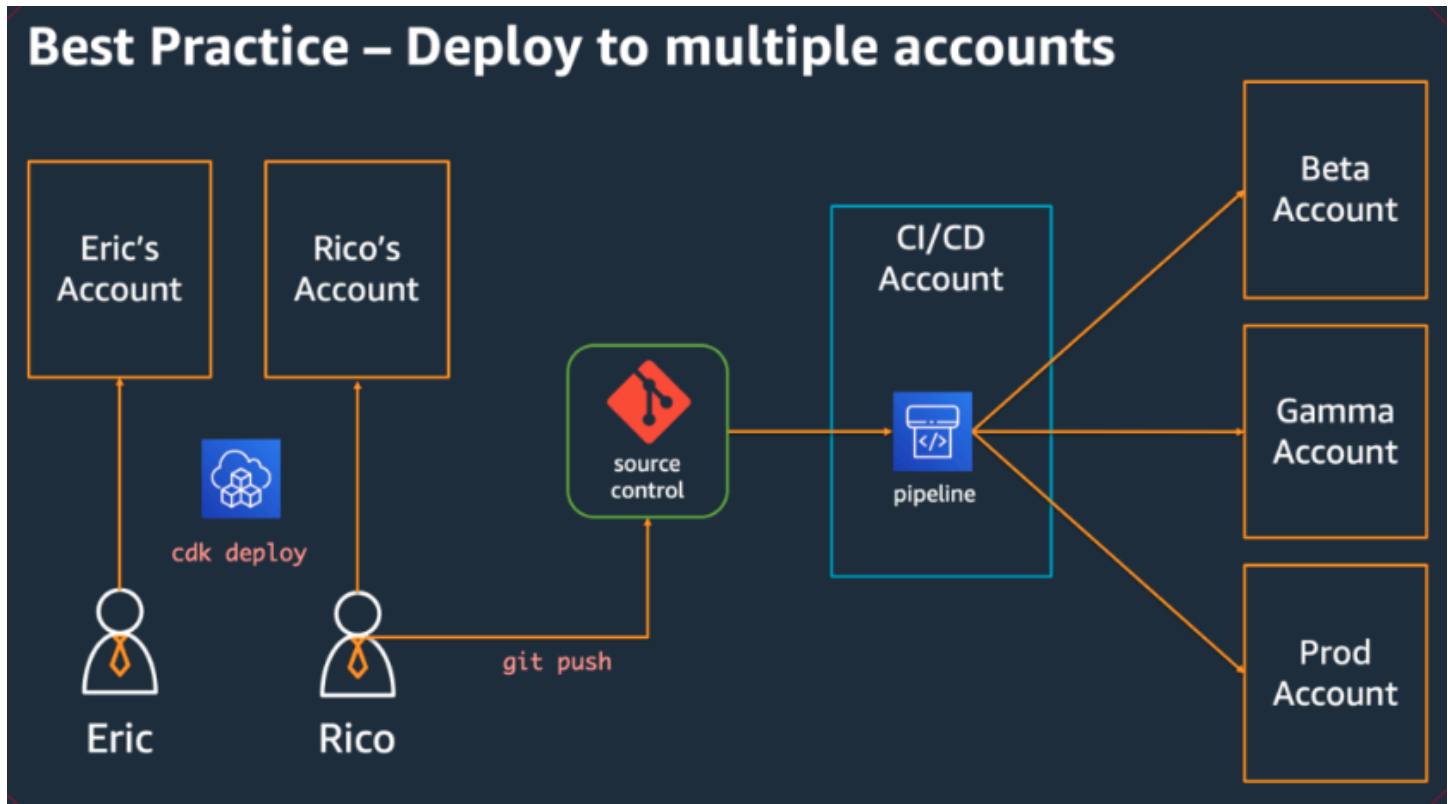 Best Practice – Deploy to multiple accounts
Eric's
Account
Rico's
Account
cdk deploy
Eric
Rico
git push
source
control
CI/CD
Account
</>
pipeline
Beta
Account
Gamma
Account
Prod
Account